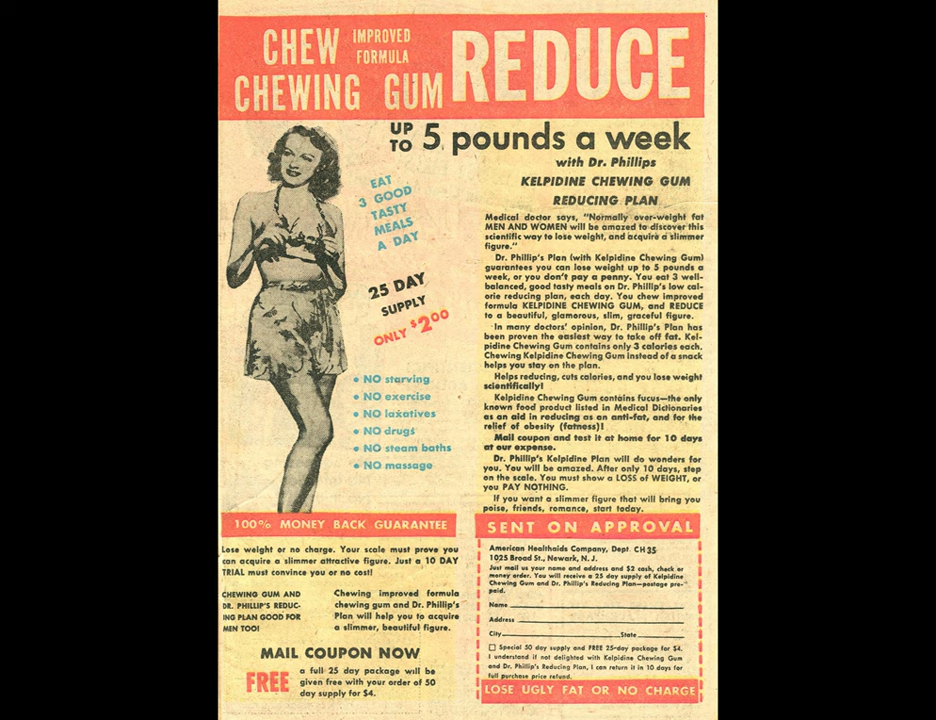 CHEW IMPROVED FORMULA
CHEWING GUM REDUCE
UP TO 5 pounds a week
with Dr. Phillips
KELPIDINE CHEWING GUM
REDUCING PLAN
EAT
3 GOOD
TASTY
MEALS
A DAY
25 DAY
SUPPLY
ONLY $2.00
• NO starving
• NO exercise
• NO laxatives
• NO drugs
• NO steam baths
• NO massage
Medical doctor says, "Normally over-weight fat
MEN AND WOMEN will be amazed to discover this
scientific way to lose weight, and acquire a slimmer
figure."
Dr. Phillip's Plan (with Kelpidine Chewing Gum)
guarantees you can lose weight up to 5 pounds a
week, or you don't pay a penny. You eat 3 well-
balanced, good tasty meals on Dr. Phillip's low cal-
orie reducing plan, each day. You chew improved
formula KELPIDINE CHEWING GUM, and REDUCE
to a beautiful, glamorous, slim, graceful figure.
In many doctors' opinion, Dr. Phillip's Plan has
been proven the easiest way to take off fat. Kel-
pidine Chewing Gum contains only 3 calories each.
Chewing Kelpidine Chewing Gum instead of a snack
helps you stay on the plan.
Helps reducing, cuts calories, and you lose weight
scientifically!
Kelpidine Chewing Gum contains fucus—the only
known food product listed in Medical Dictionaries
as an aid in reducing as an anti-fat, and for the
relief of obesity (fatness)!
Mail coupon and test it at home for 10 days
at our expense.
Dr. Phillip's Kelpidine Plan will do wonders for
you. You will be amazed. After only 10 days, step
on the scale. You must show a LOSS of WEIGHT, or
you PAY NOTHING.
If you want a slimmer figure that will bring you
poise, friends, romance, start today.
100% MONEY BACK GUARANTEE
Lose weight or no charge. Your scale must prove you
can acquire a slimmer attractive figure. Just a 10 DAY
TRIAL must convince you or no cost!
CHEWING GUM AND
DR. PHILLIP'S REDUC-
ING PLAN GOOD FOR
MEN TOO!
Chewing improved formula
chewing gum and Dr. Phillip's
Plan will help you to acquire
a slimmer, beautiful figure.
MAIL COUPON NOW
FREE
a full 25 day package will be
given free with your order of 50
day supply for $4.
SENT ON APPROVAL
American Healthaids Company, Dept. CH 35
1025 Broad St., Newark, N. J.
Just mail us your name and address and $2 cash, check or
money order. You will receive a 25 day supply of Kelpidine
Chewing Gum and Dr. Phillip's Reducing Plan—postage pre-
paid.
Name
Address
City State
Special 50 day supply and FREE 25-day package for $4.
I understand if not delighted with Kelpidine Chewing Gum
and Dr. Phillip's Reducing Plan, I can return it in 10 days for
full purchase price refund.
LOSE UGLY FAT OR NO CHARGE